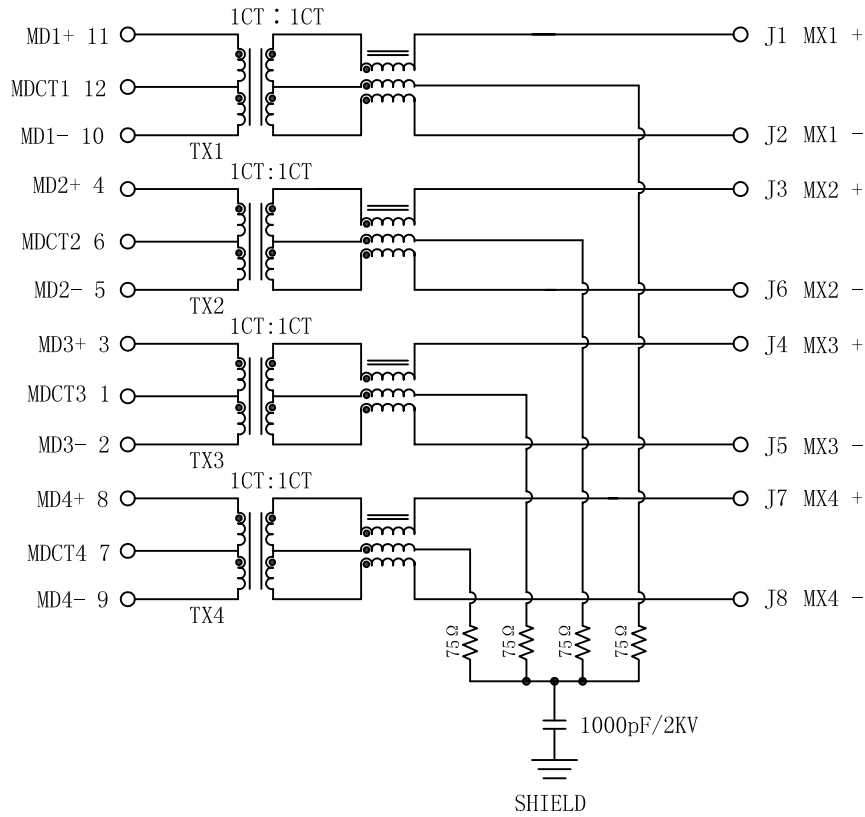 1CT : 1CT
MD1+ 11
J1 MX1 +
MDCT1 12
MD1- 10
J2 MX1 -
TX1
1CT:1CT
MD2+ 4
J3 MX2 +
MDCT2 6
MD2- 5
J6 MX2 -
TX2
1CT:1CT
MD3+ 3
J4 MX3 +
MDCT3 1
MD3- 2
J5 MX3 -
TX3
1CT:1CT
MD4+ 8
J7 MX4 +
MDCT4 7
MD4- 9
J8 MX4 -
TX4
75Ω
75Ω
75Ω
75Ω
1000pF/2KV
SHIELD